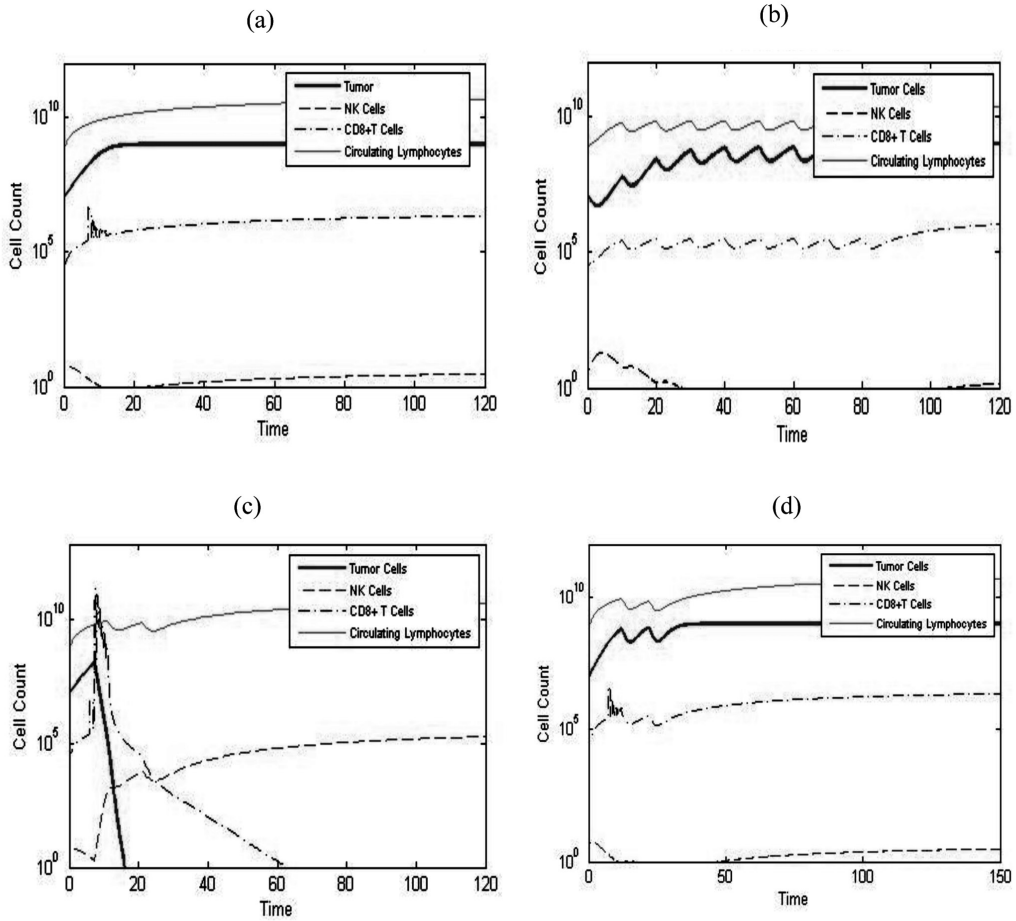 (a)
Tumor
NK Cells
CD8+T Cells
Circulating Lymphocytes
10^10
10^5
10^0
Cell Count
0 20 40 60 80 100 120
Time
(b)
Tumor Cells
NK Cells
CD8+ T Cells
Circulating Lymphocytes
10^10
10^5
10^0
Cell Count
0 20 40 60 80 100 120
Time
(c)
Tumor Cells
NK Cells
CD8+ T Cells
Circulating Lymphocytes
10^10
10^5
10^0
Cell Count
0 20 40 60 80 100 120
Time
(d)
Tumor Cells
NK Cells
CD8+T Cells
Circulating Lymphocytes
10^10
10^5
10^0
Cell Count
0 50 100 150
Time